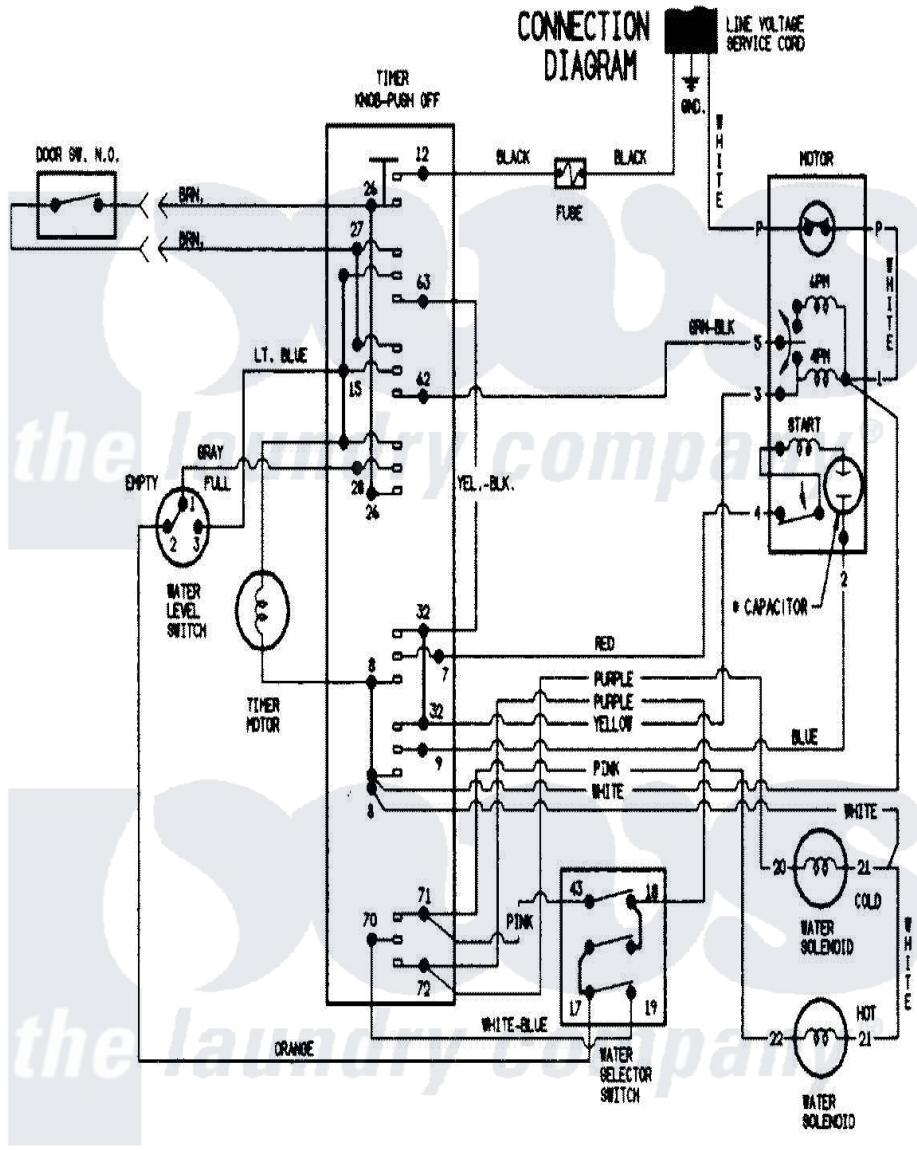 CONNECTION
DIAGRAM
LINE VOLTAGE
SERVICE CORD
GND.
TIMER
KNOB-PUSH OFF
DOOR SW. N.O.
12
BLACK
BLACK
WHITE
MOTOR
FUSE
BRN.
26
BRN.
27
P
P
63
6PM
WHITE
BRN-BLK
5
LT. BLUE
4PM
15
62
3
1
START
GRAY
EMPTY
FULL
28
YEL.-BLK.
26
1
2
3
4
2
WATER
LEVEL
SWITCH
* CAPACITOR
32
RED
8
7
PURPLE
PURPLE
TIMER
MOTOR
32
YELLOW
BLUE
9
PINK
WHITE
8
WHITE
20
21
COLD
71
43
18
70
PINK
WATER
SOLENOID
WHITE
72
17
19
WHITE-BLUE
HOT
22
21
ORANGE
WATER
SELECTOR
SWITCH
WATER
SOLENOID
the laundry company®
the laundry company®